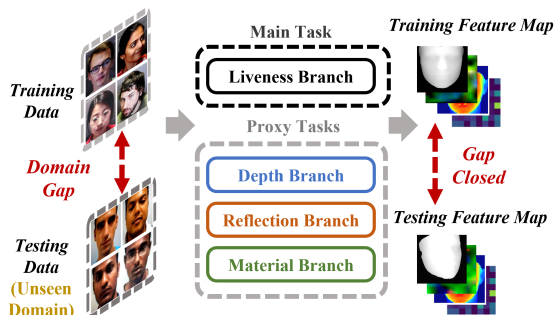 Main Task
Training Feature Map
Liveness Branch
Training
Data
Proxy Tasks
Domain
Gap
Depth Branch
Gap
Closed
Reflection Branch
Testing Feature Map
Testing
Data
(Unseen
Domain)
Material Branch